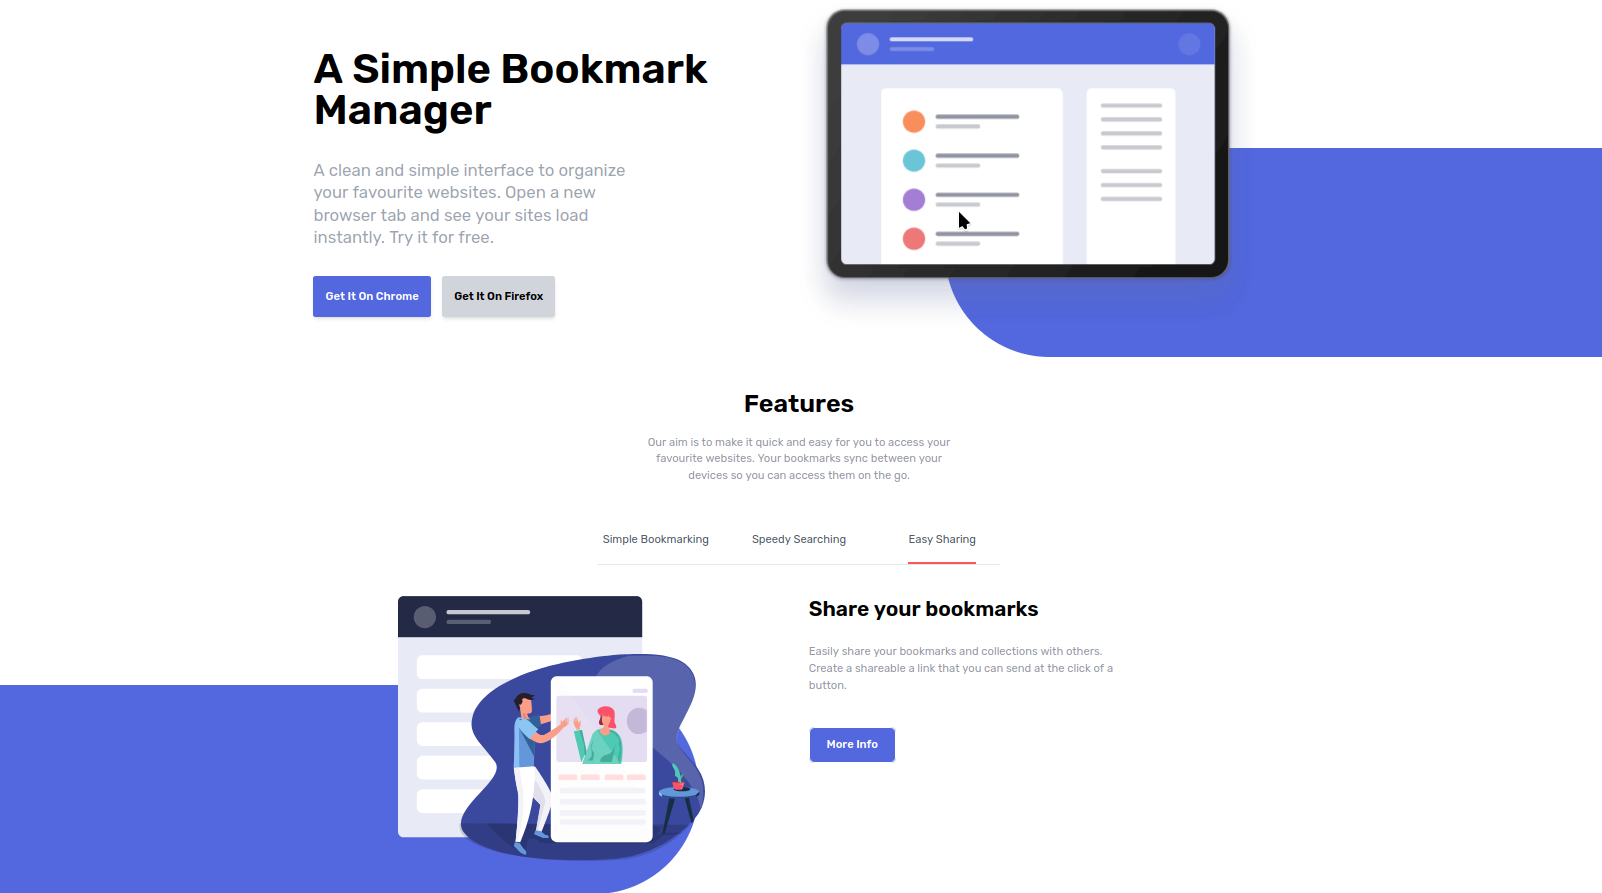 A Simple Bookmark
Manager
A clean and simple interface to organize
your favourite websites. Open a new
browser tab and see your sites load
instantly. Try it for free.
Get It On Chrome
Get It On Firefox
Features
Our aim is to make it quick and easy for you to access your
favourite websites. Your bookmarks sync between your
devices so you can access them on the go.
Simple Bookmarking
Speedy Searching
Easy Sharing
Share your bookmarks
Easily share your bookmarks and collections with others.
Create a shareable a link that you can send at the click of a
button.
More Info